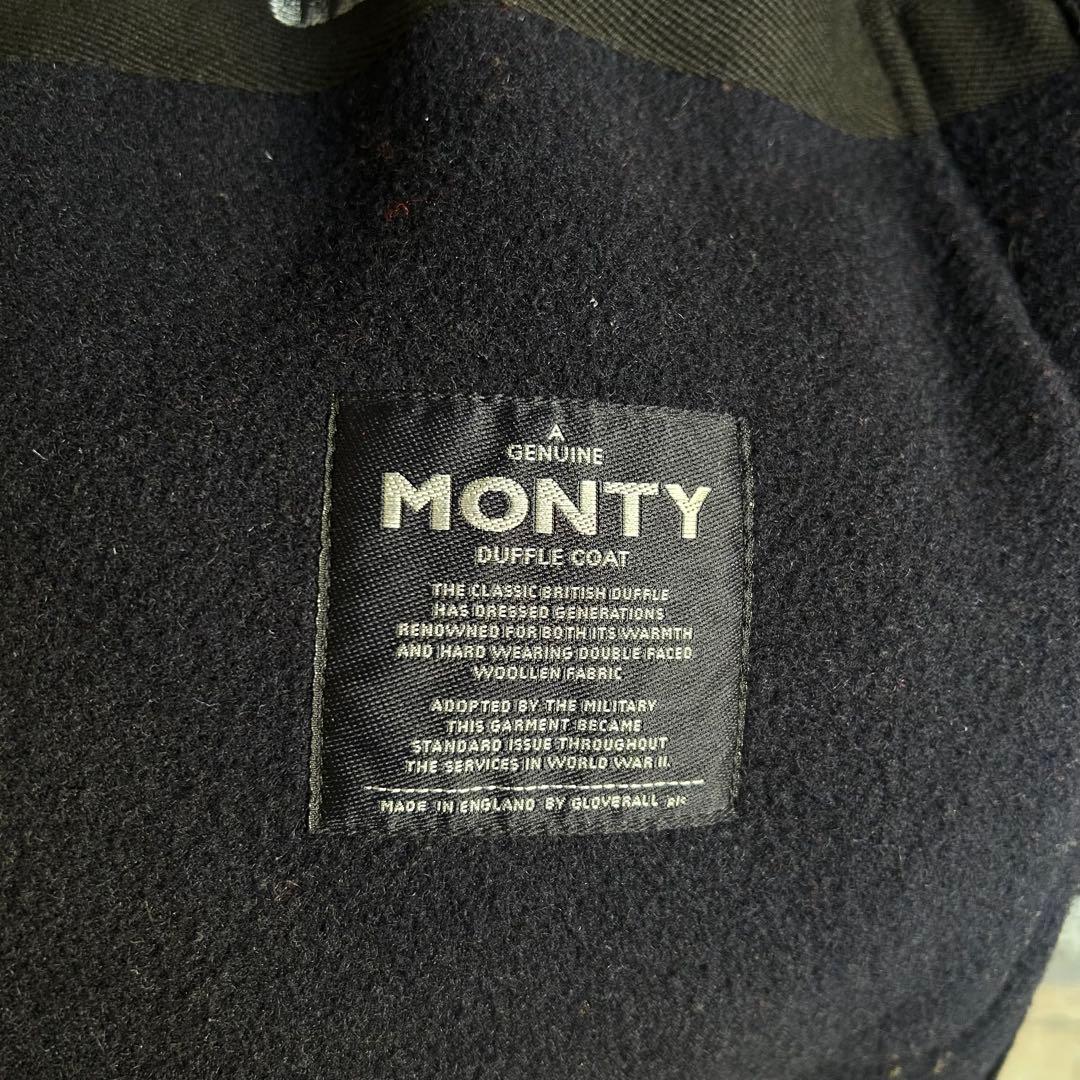 A
GENUINE
MONTY
DUFFLE COAT
THE CLASSIC BRITISH DUFFLE
HAS DRESSED GENERATIONS
RENOWNED FOR BOTH ITS WARMTH
AND HARD WEARING DOUBLE FACED
WOOLLEN FABRIC
ADOPTED BY THE MILITARY
THIS GARMENT BECAME
STANDARD ISSUE THROUGHOUT
THE SERVICES IN WORLD WAR II.
MADE IN ENGLAND BY GLOVERALL plc